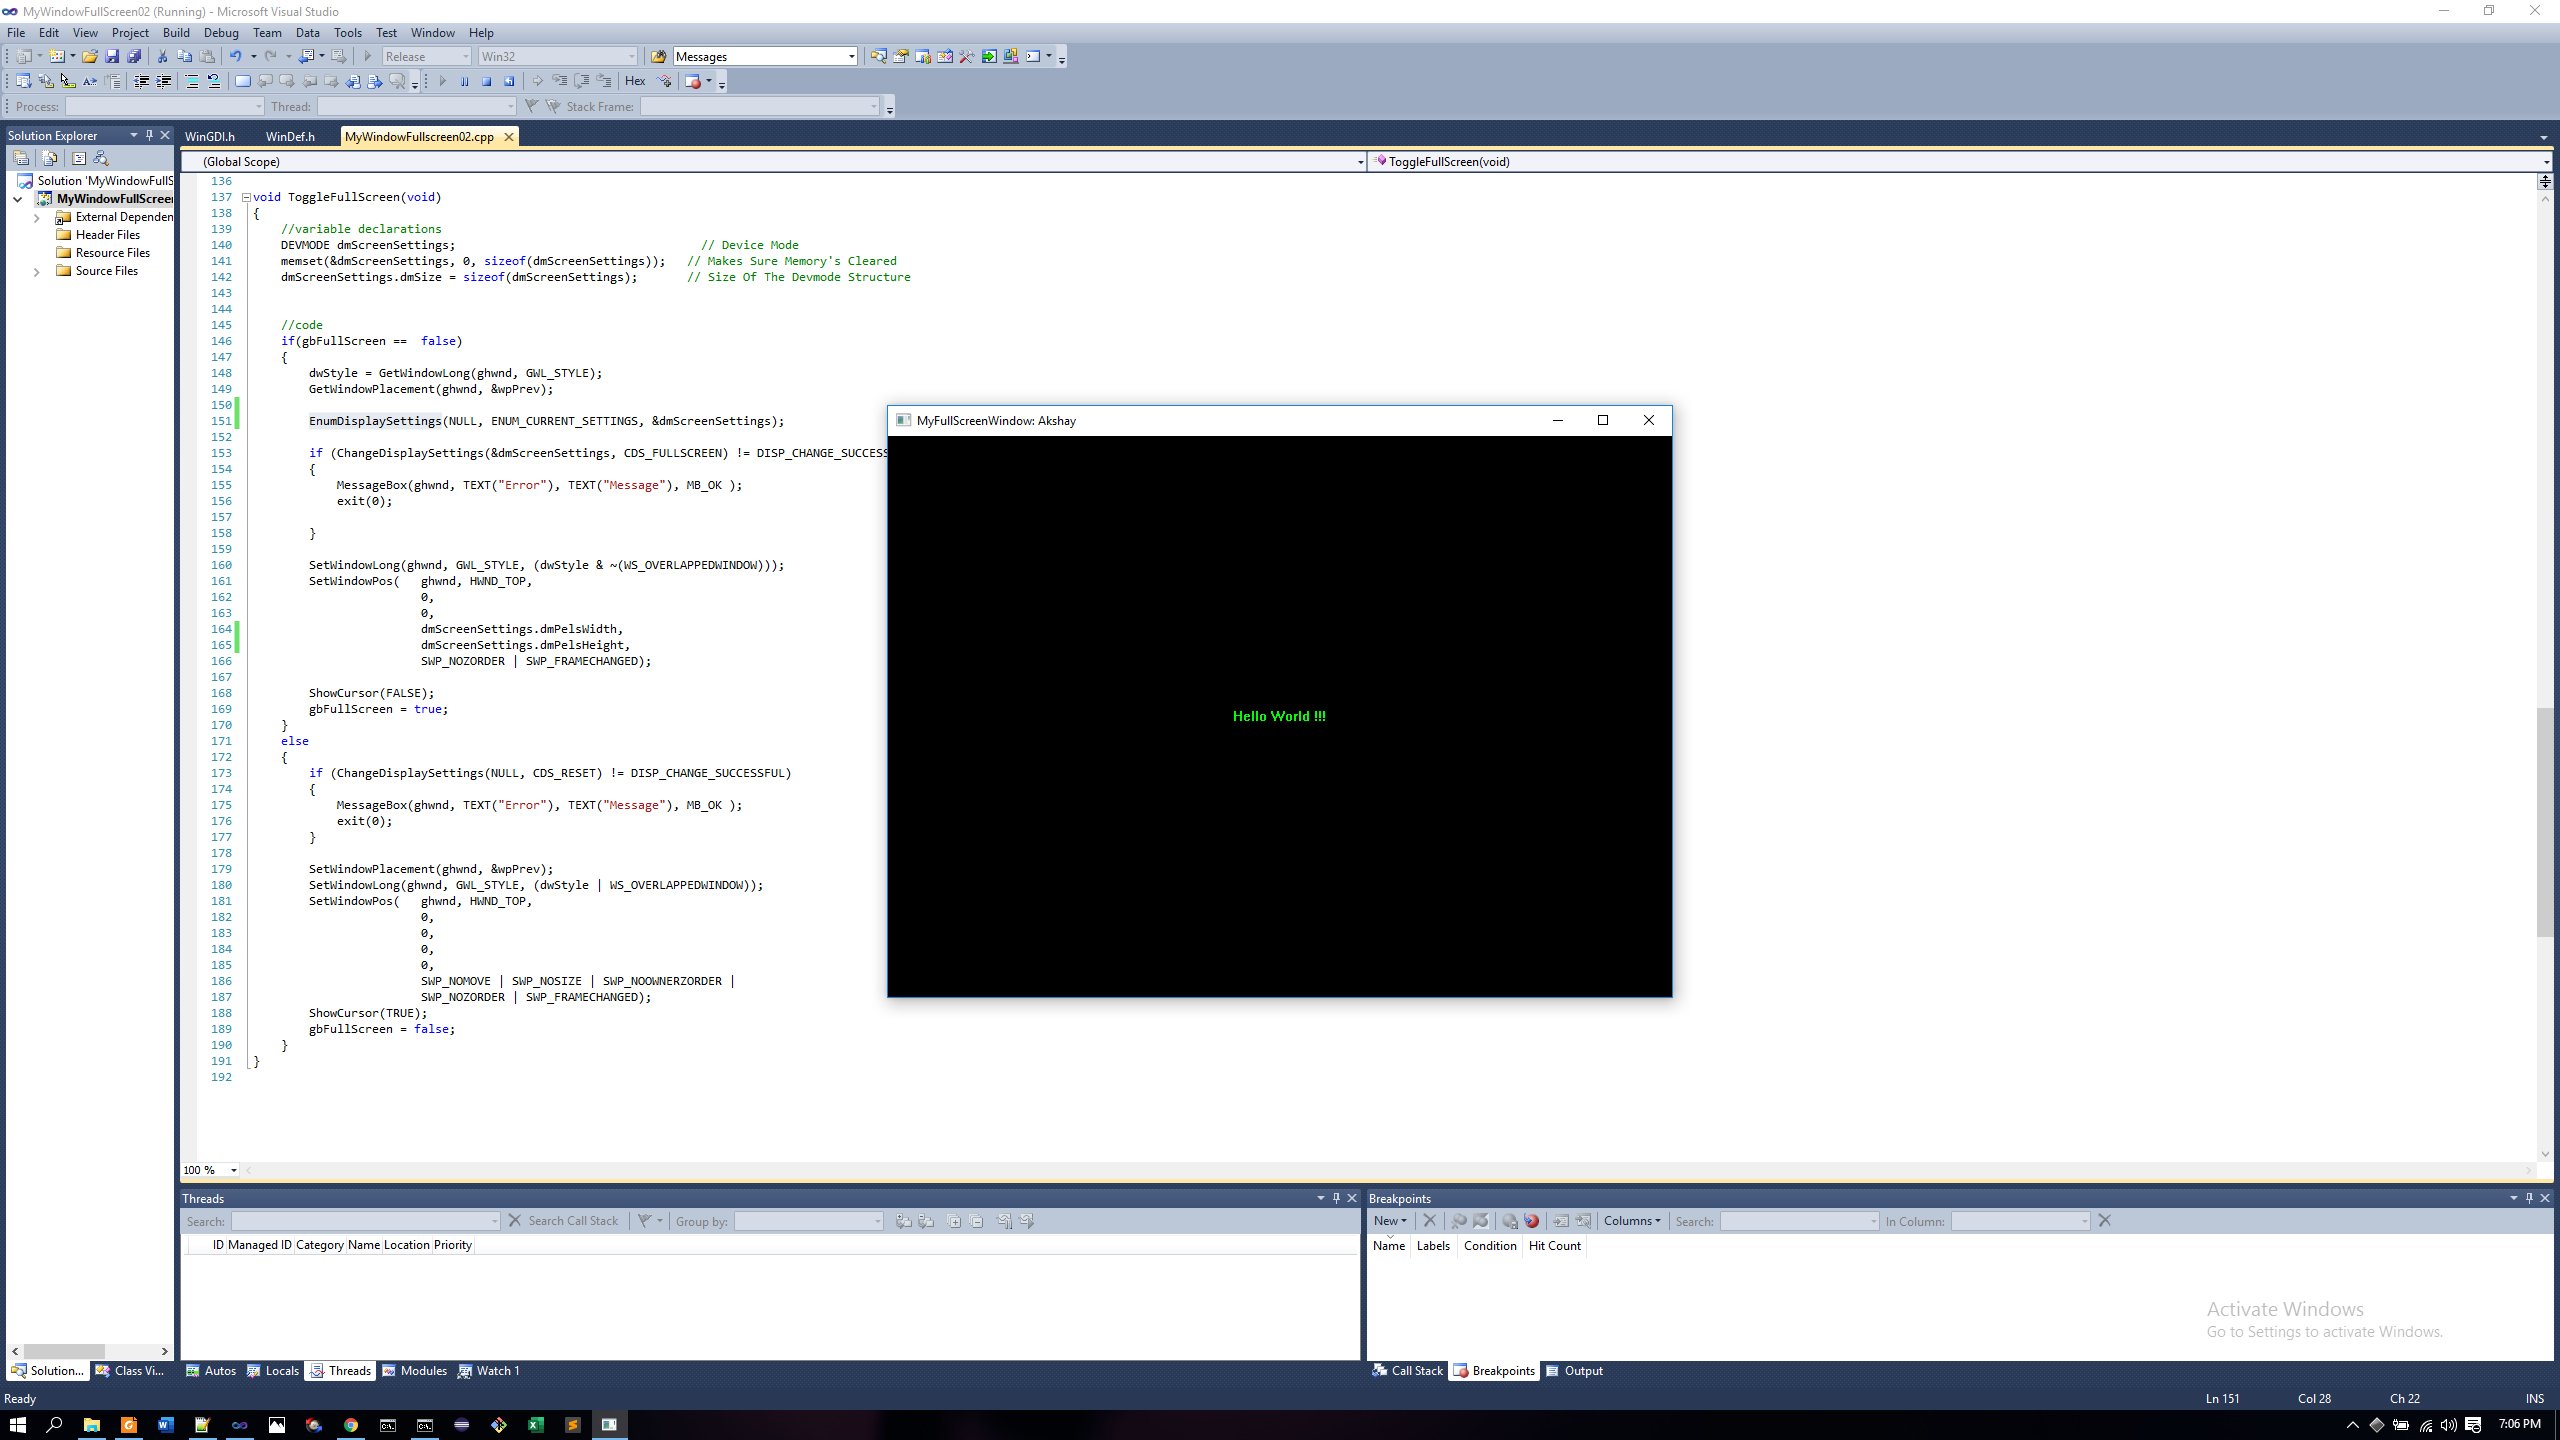 MyWindowFullScreen02 (Running) - Microsoft Visual Studio
File Edit View Project Build Debug Team Data Tools Test Window Help
Release Win32 Messages
Hex
Process: Thread: Stack Frame:
Solution Explorer
WinGDI.h WinDef.h MyWindowFullscreen02.cpp
(Global Scope) ToggleFullScreen(void)
Solution 'MyWindowFullS
MyWindowFullScreen
External Dependen
Header Files
Resource Files
Source Files
136
137 void ToggleFullScreen(void)
138 {
139 //variable declarations
140 DEVMODE dmScreenSettings; // Device Mode
141 memset(&dmScreenSettings, 0, sizeof(dmScreenSettings)); // Makes Sure Memory's Cleared
142 dmScreenSettings.dmSize = sizeof(dmScreenSettings); // Size Of The Devmode Structure
143
144
145 //code
146 if(gbFullScreen == false)
147 {
148 dwStyle = GetWindowLong(ghwnd, GWL_STYLE);
149 GetWindowPlacement(ghwnd, &wpPrev);
150
151 EnumDisplaySettings(NULL, ENUM_CURRENT_SETTINGS, &dmScreenSettings);
152
153 if (ChangeDisplaySettings(&dmScreenSettings, CDS_FULLSCREEN) != DISP_CHANGE_SUCCESS
154 {
155 MessageBox(ghwnd, TEXT("Error"), TEXT("Message"), MB_OK );
156 exit(0);
157
158 }
159
160 SetWindowLong(ghwnd, GWL_STYLE, (dwStyle & ~(WS_OVERLAPPEDWINDOW)));
161 SetWindowPos( ghwnd, HWND_TOP,
162 0,
163 0,
164 dmScreenSettings.dmPelsWidth,
165 dmScreenSettings.dmPelsHeight,
166 SWP_NOZORDER | SWP_FRAMECHANGED);
167
168 ShowCursor(FALSE);
169 gbFullScreen = true;
170 }
171 else
172 {
173 if (ChangeDisplaySettings(NULL, CDS_RESET) != DISP_CHANGE_SUCCESSFUL)
174 {
175 MessageBox(ghwnd, TEXT("Error"), TEXT("Message"), MB_OK );
176 exit(0);
177 }
178
179 SetWindowPlacement(ghwnd, &wpPrev);
180 SetWindowLong(ghwnd, GWL_STYLE, (dwStyle | WS_OVERLAPPEDWINDOW));
181 SetWindowPos( ghwnd, HWND_TOP,
182 0,
183 0,
184 0,
185 0,
186 SWP_NOMOVE | SWP_NOSIZE | SWP_NOOWNERZORDER |
187 SWP_NOZORDER | SWP_FRAMECHANGED);
188 ShowCursor(TRUE);
189 gbFullScreen = false;
190 }
191 }
192
MyFullScreenWindow: Akshay
Hello World !!!
100 %
Threads
Search: Search Call Stack Group by:
ID Managed ID Category Name Location Priority
Breakpoints
New Columns Search: In Column:
Name Labels Condition Hit Count
Activate Windows
Go to Settings to activate Windows.
Solution... Class Vi... Autos Locals Threads Modules Watch 1 Call Stack Breakpoints Output
Ready Ln 151 Col 28 Ch 22 INS
7:06 PM